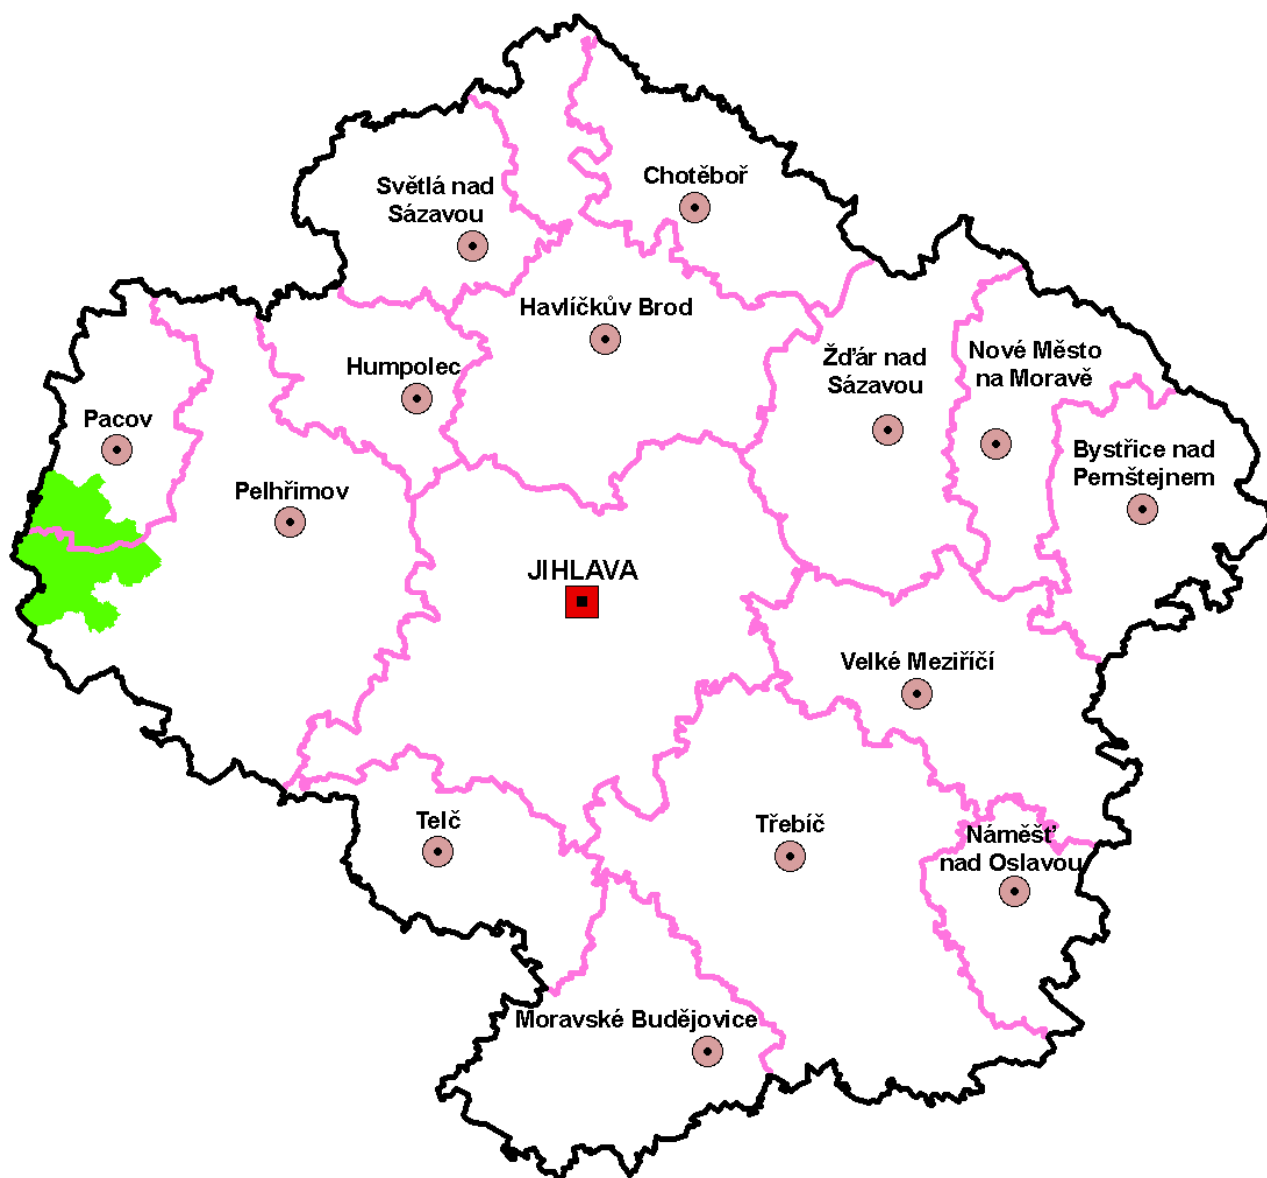 Chotěboř
Světlá nad
Sázavou
Havlíčkův Brod
Humpolec
Žďár nad
Sázavou
Nové Město
na Moravě
Pacov
Bystřice nad
Pernštejnem
Pelhřimov
JIHLAVA
Velké Meziříčí
Telč
Třebíč
Náměšť
nad Oslavou
Moravské Budějovice